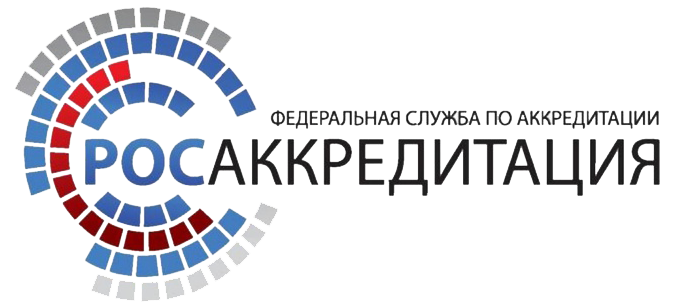 ФЕДЕРАЛЬНАЯ СЛУЖБА ПО АККРЕДИТАЦИИ
РОСАККРЕДИТАЦИЯ